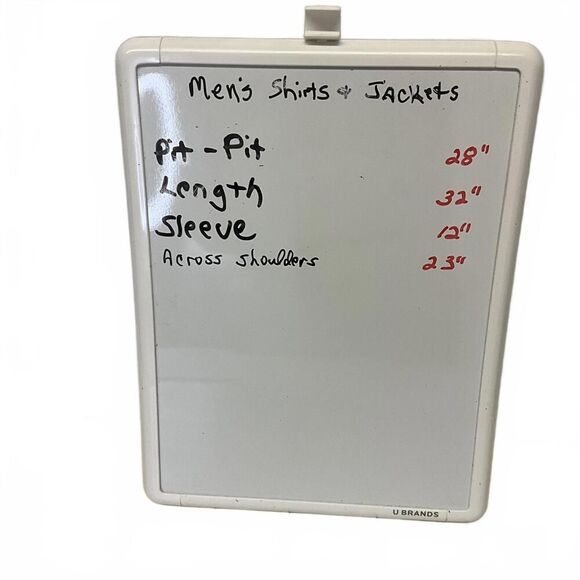 Men's Shirts & Jackets
Pit - Pit 28"
Length 32"
Sleeve 12"
Across shoulders 23"
U BRANDS